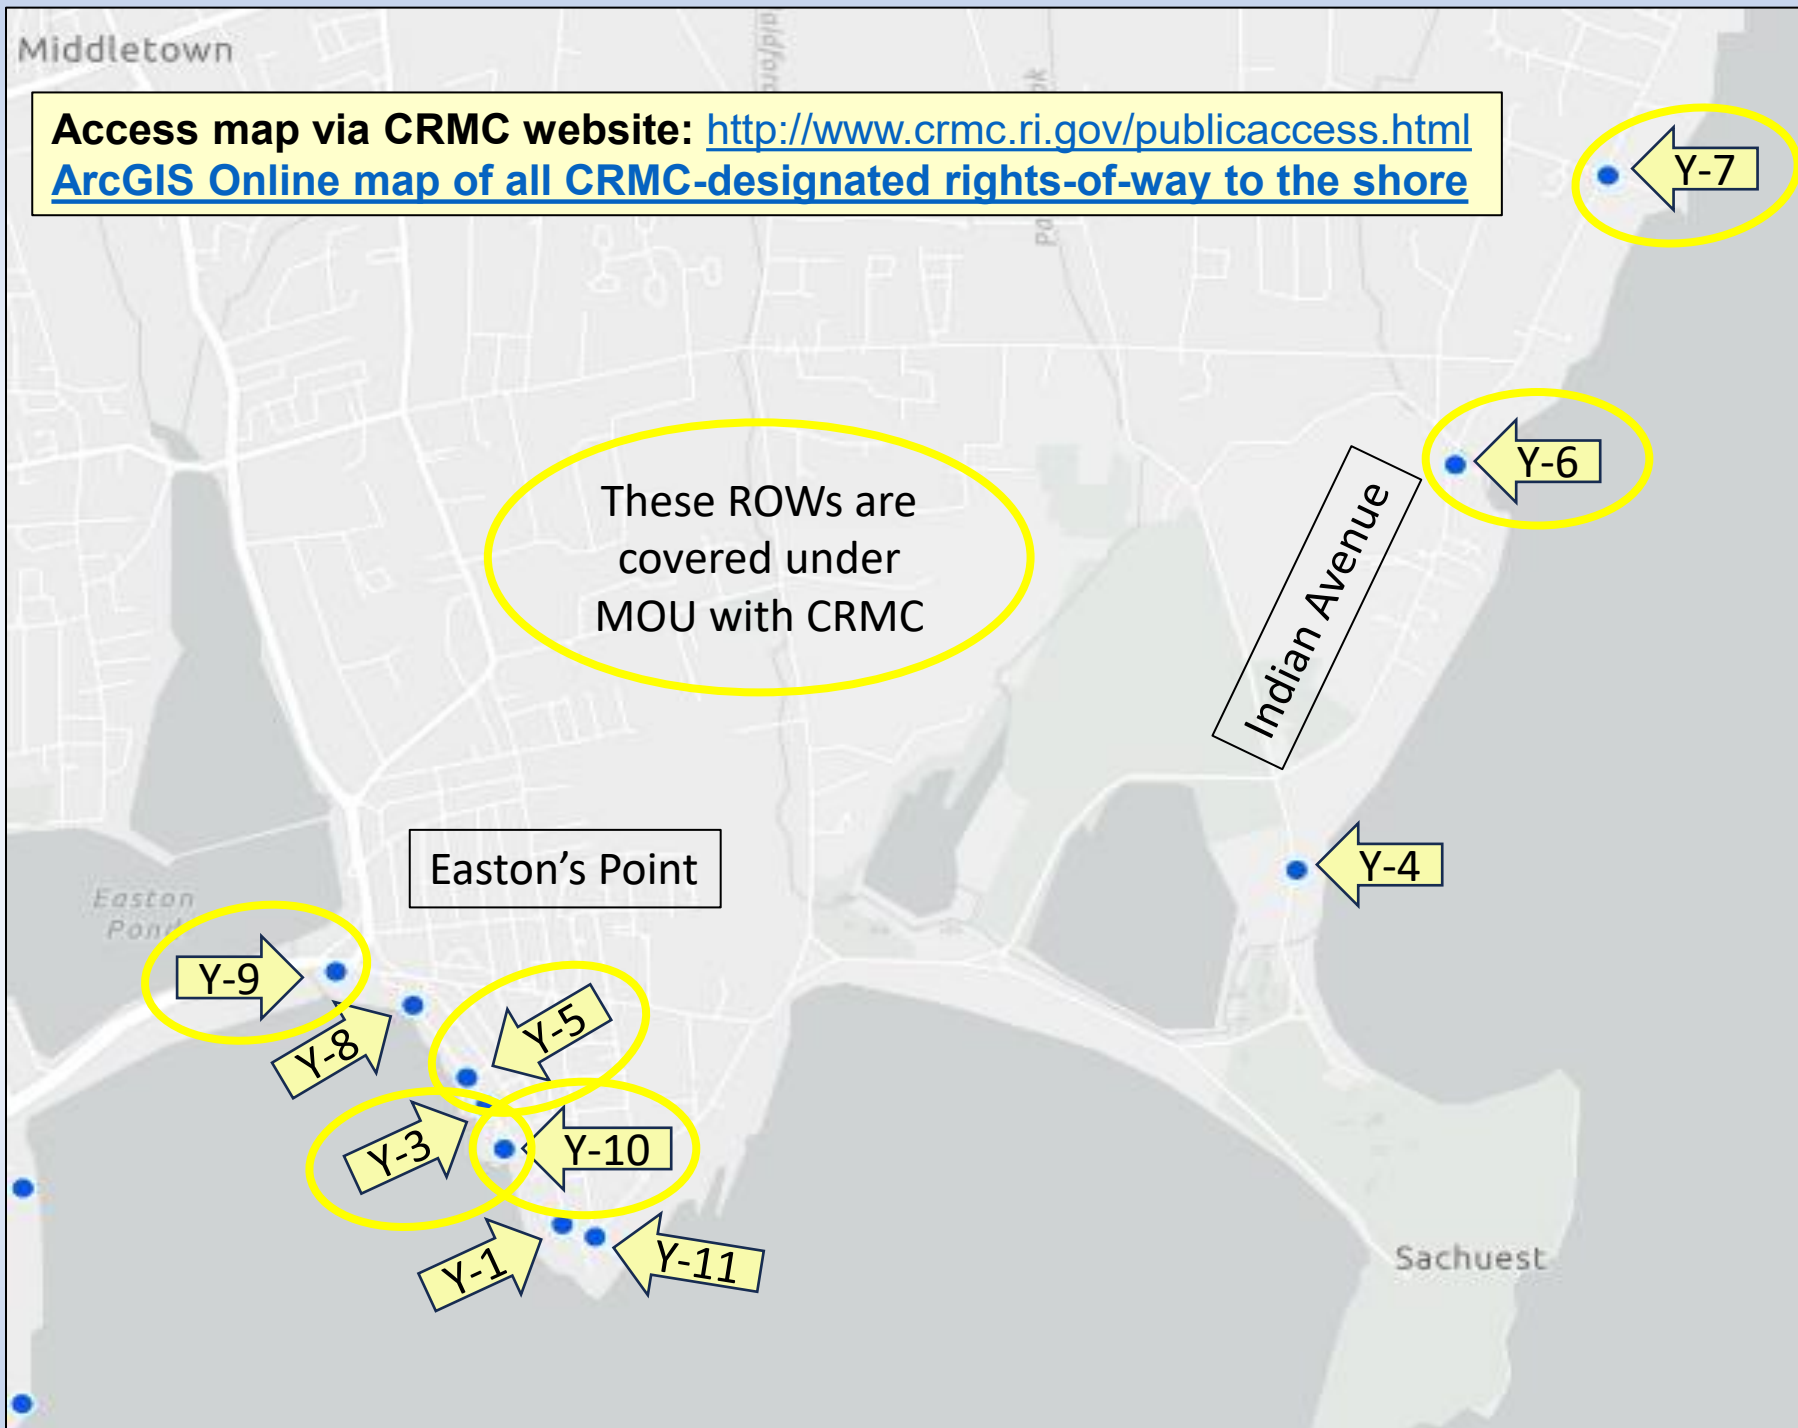 Middletown
Access map via CRMC website: http://www.crmc.ri.gov/publicaccess.html
ArcGIS Online map of all CRMC-designated rights-of-way to the shore
Y-7
Y-6
These ROWs are
covered under
MOU with CRMC
Indian Avenue
Easton's Point
Y-4
Easton
Pond
Y-9
Y-8
Y-5
Y-3
Y-10
Y-1
Y-11
Sachuest